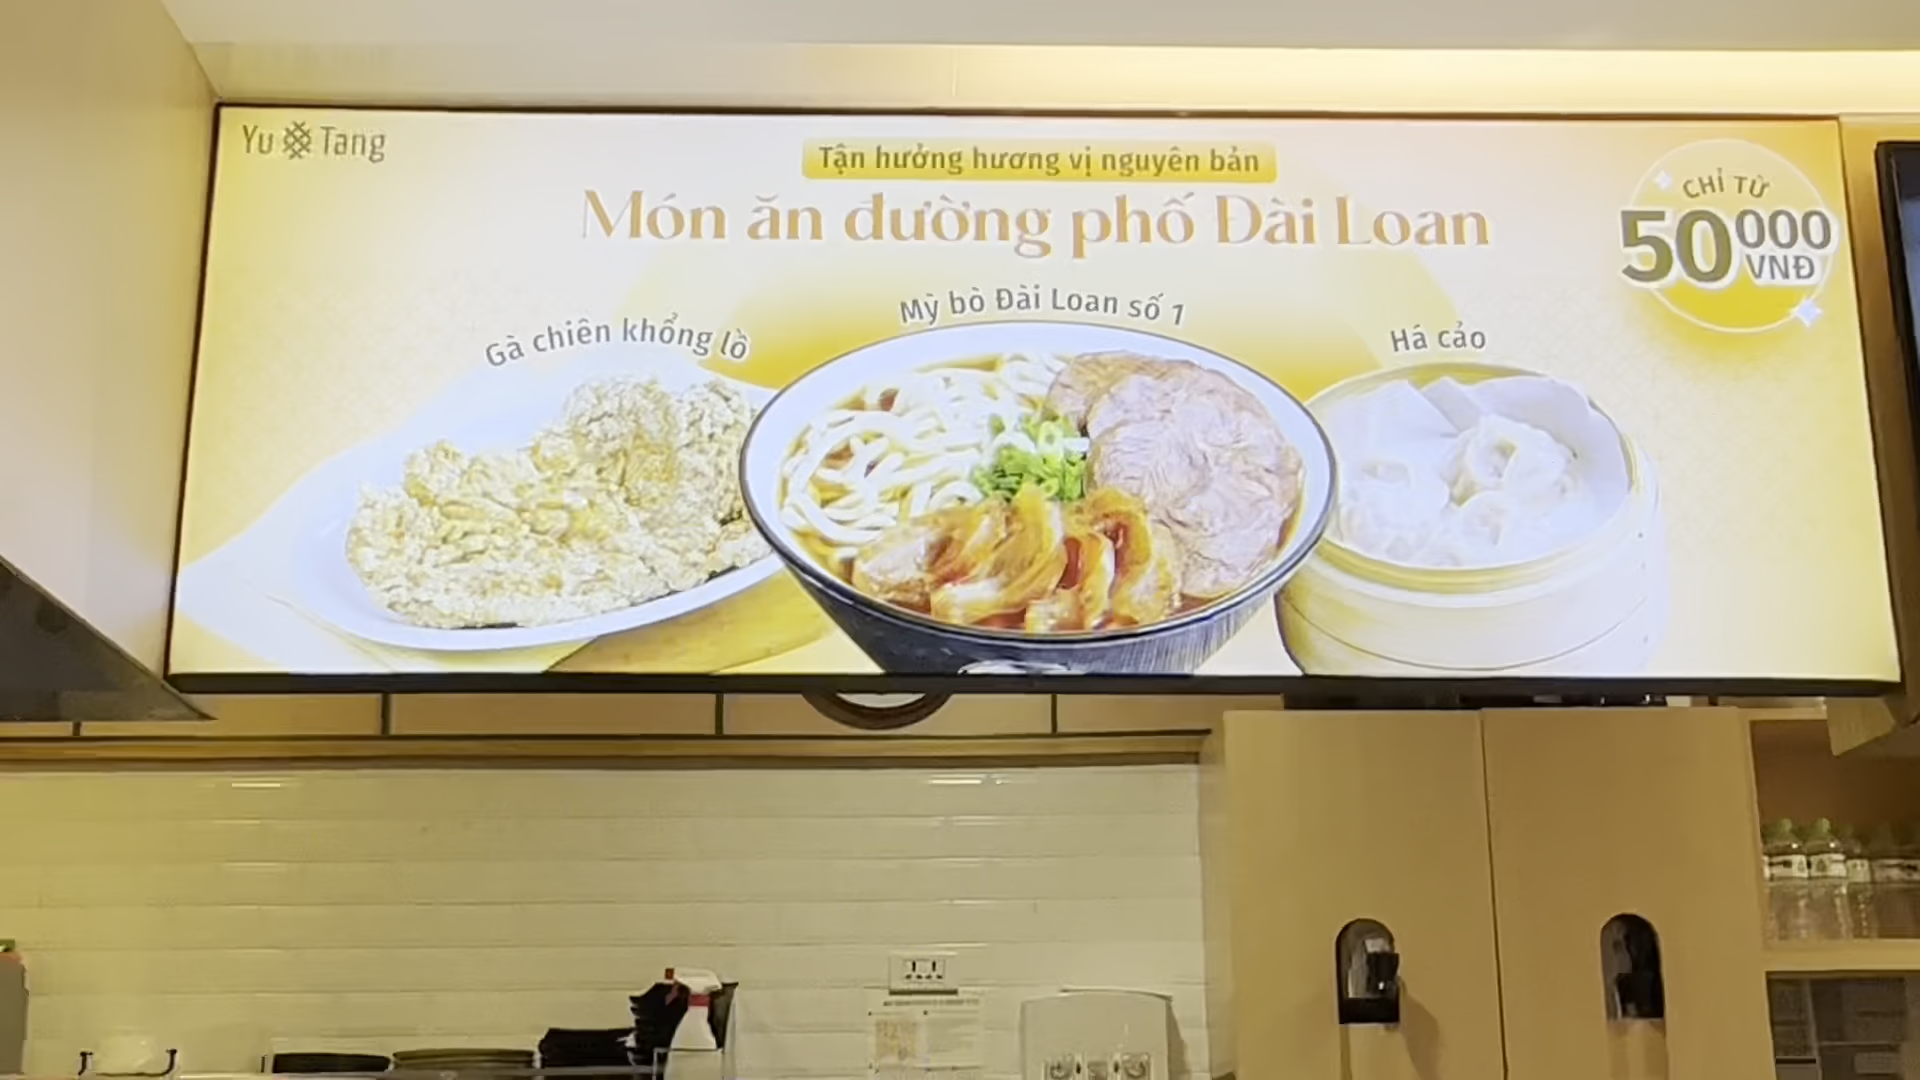 Yu Tang
Tận hưởng hương vị nguyên bản
Món ăn đường phố Đài Loan
CHỈ TỪ
50 000
VNĐ
Gà chiên khổng lồ
Mỳ bò Đài Loan số 1
Há cảo